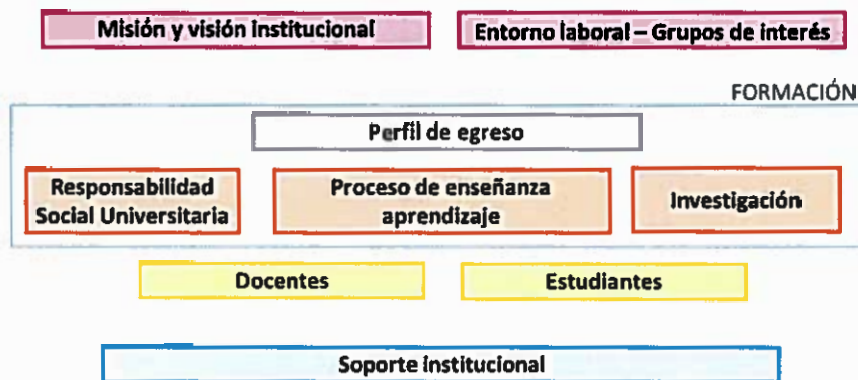 Misión y visión institucional
Entorno laboral – Grupos de interés
FORMACIÓN
Perfil de egreso
Responsabilidad
Social Universitaria
Proceso de enseñanza
aprendizaje
Investigación
Docentes
Estudiantes
Soporte institucional